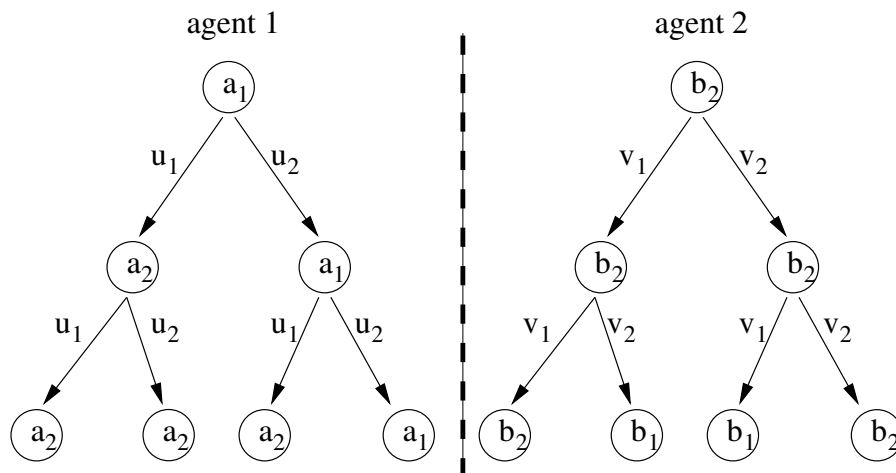 agent 1 agent 2
a₁ b₂
u₁ u₂ v₁ v₂
a₂ a₁ b₂ b₂
u₁ u₂ u₁ u₂ v₁ v₂ v₁ v₂
a₂ a₂ a₂ a₁ b₂ b₁ b₁ b₂